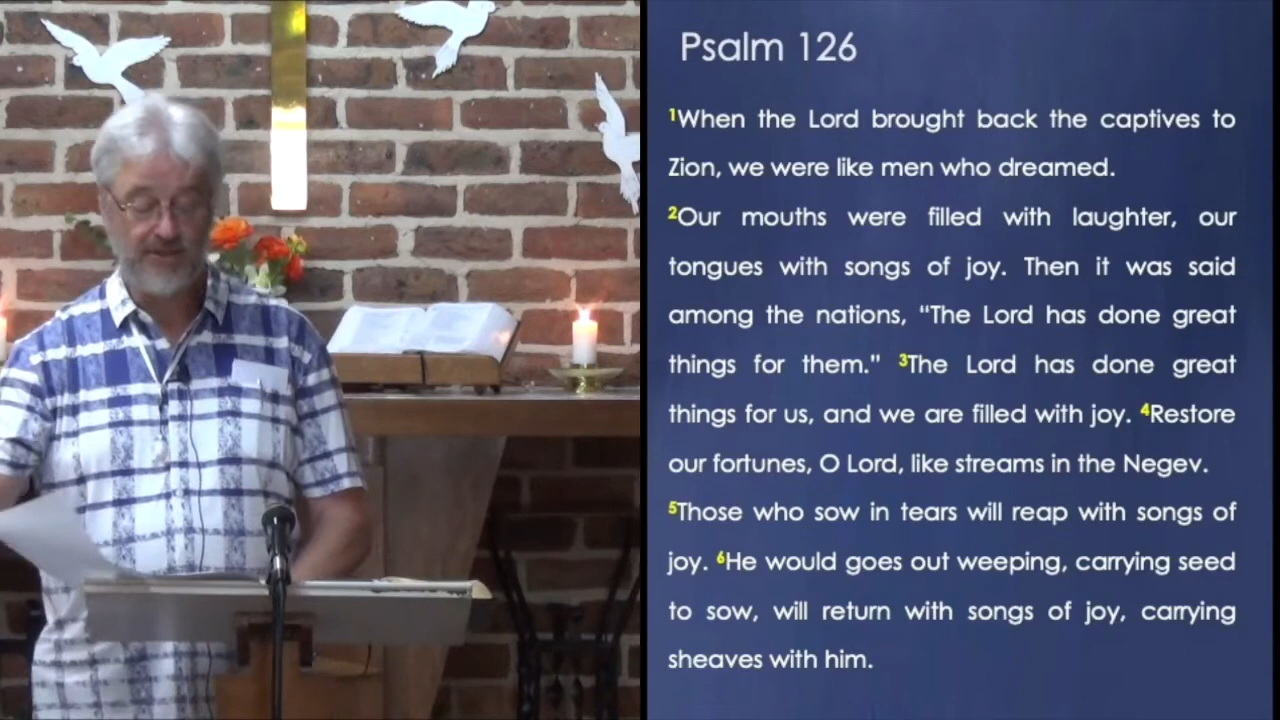 Psalm 126
¹When the Lord brought back the captives to
Zion, we were like men who dreamed.
²Our mouths were filled with laughter, our
tongues with songs of joy. Then it was said
among the nations, “The Lord has done great
things for them.” ³The Lord has done great
things for us, and we are filled with joy. ⁴Restore
our fortunes, O Lord, like streams in the Negev.
⁵Those who sow in tears will reap with songs of
joy. ⁶He would goes out weeping, carrying seed
to sow, will return with songs of joy, carrying
sheaves with him.